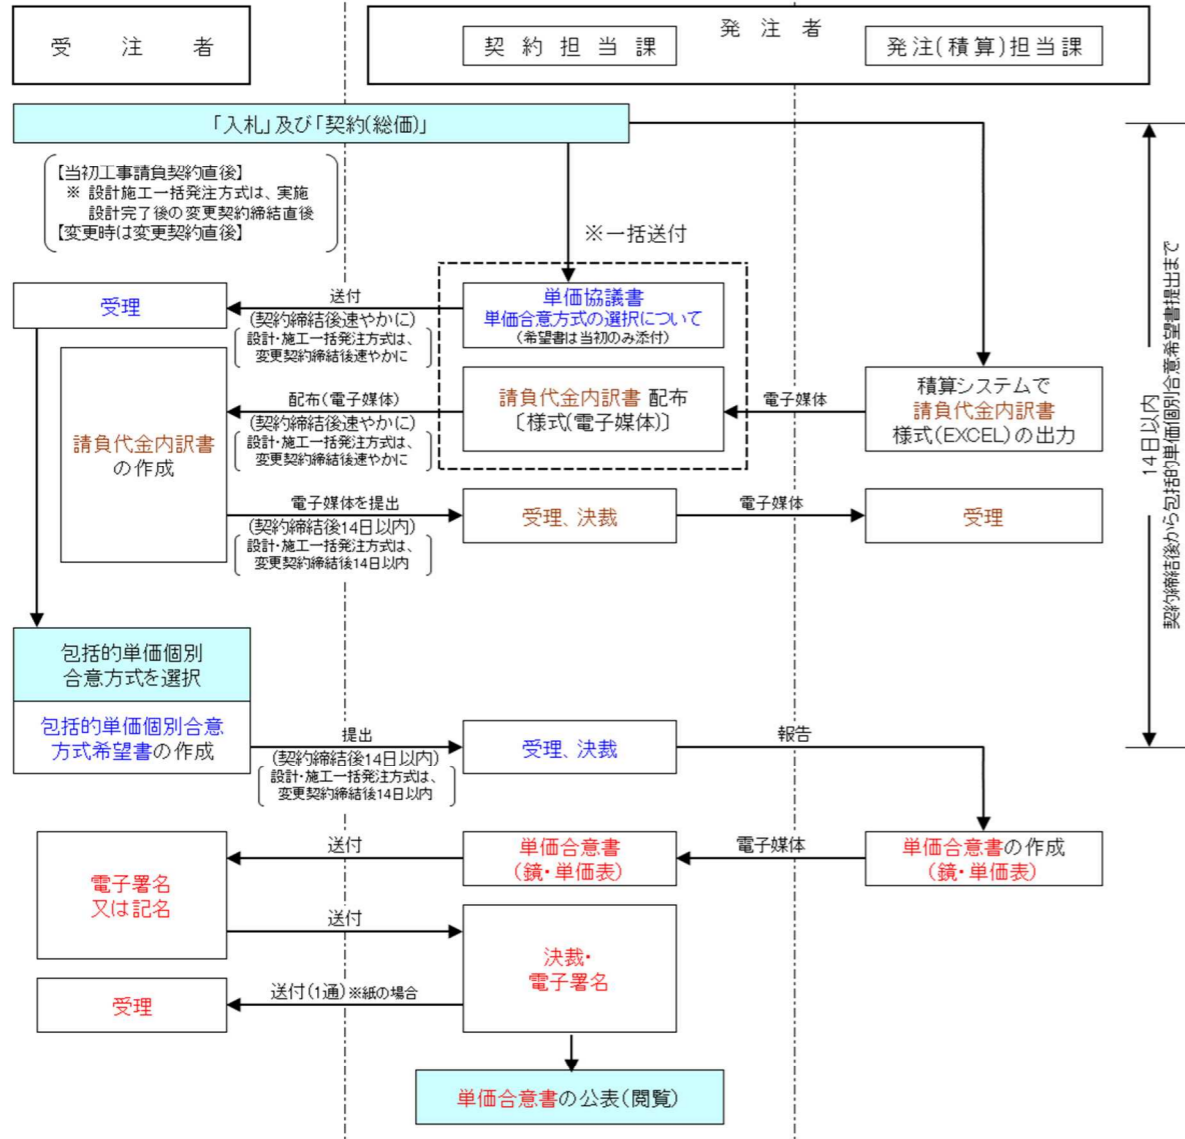 受注者
発注者
契約担当課
発注(積算)担当課
「入札」及び「契約(総価)」
【当初工事請負契約直後】
※ 設計施工一括発注方式は、実施
設計完了後の変更契約締結直後
【変更時は変更契約直後】
※一括送付
受理
送付
(契約締結後速やかに)
設計・施工一括発注方式は、
変更契約締結後速やかに
単価協議書
単価合意方式の選択について
(希望書は当初のみ添付)
請負代金内訳書
の作成
配布(電子媒体)
(契約締結後速やかに)
設計・施工一括発注方式は、
変更契約締結後速やかに
請負代金内訳書 配布
〔様式(電子媒体)〕
電子媒体
積算システムで
請負代金内訳書
様式(EXCEL)の出力
電子媒体を提出
(契約締結後14日以内)
設計・施工一括発注方式は、
変更契約締結後14日以内
受理、決裁
電子媒体
受理
14日以内
契約締結後から包括的単価個別合意希望書提出まで
包括的単価個別
合意方式を選択
包括的単価個別合意
方式希望書の作成
提出
(契約締結後14日以内)
設計・施工一括発注方式は、
変更契約締結後14日以内
受理、決裁
報告
電子署名
又は記名
送付
単価合意書
(鏡・単価表)
電子媒体
単価合意書の作成
(鏡・単価表)
送付
決裁・
電子署名
受理
送付(1通)※紙の場合
単価合意書の公表(閲覧)